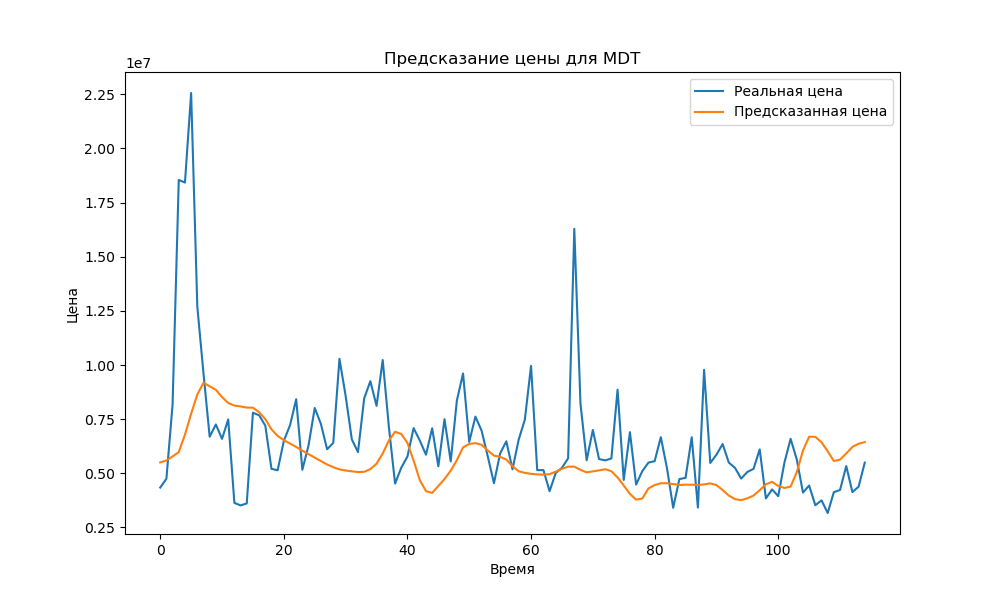 Предсказание цены для MDT
1e7
Реальная цена
Предсказанная цена
2.25
2.00
1.75
1.50
1.25
1.00
0.75
0.50
0.25
Цена
0 20 40 60 80 100
Время